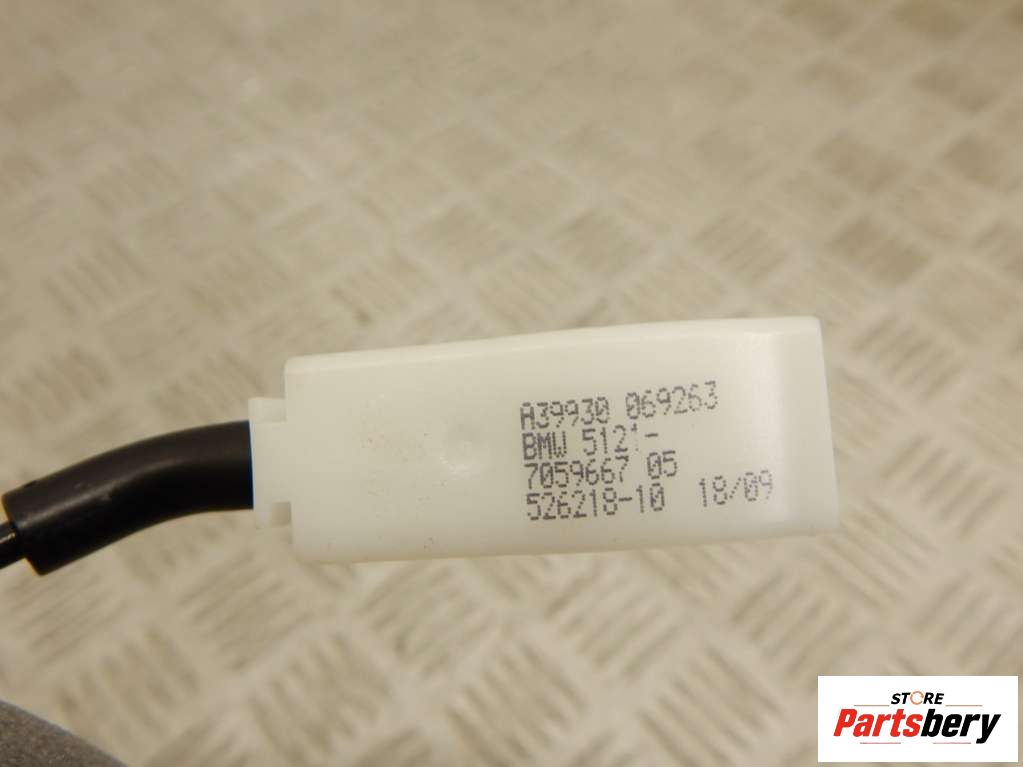 A39930 069263
BMW 5121-
7059667 05
526218-10 18/09
STORE
Partsbery